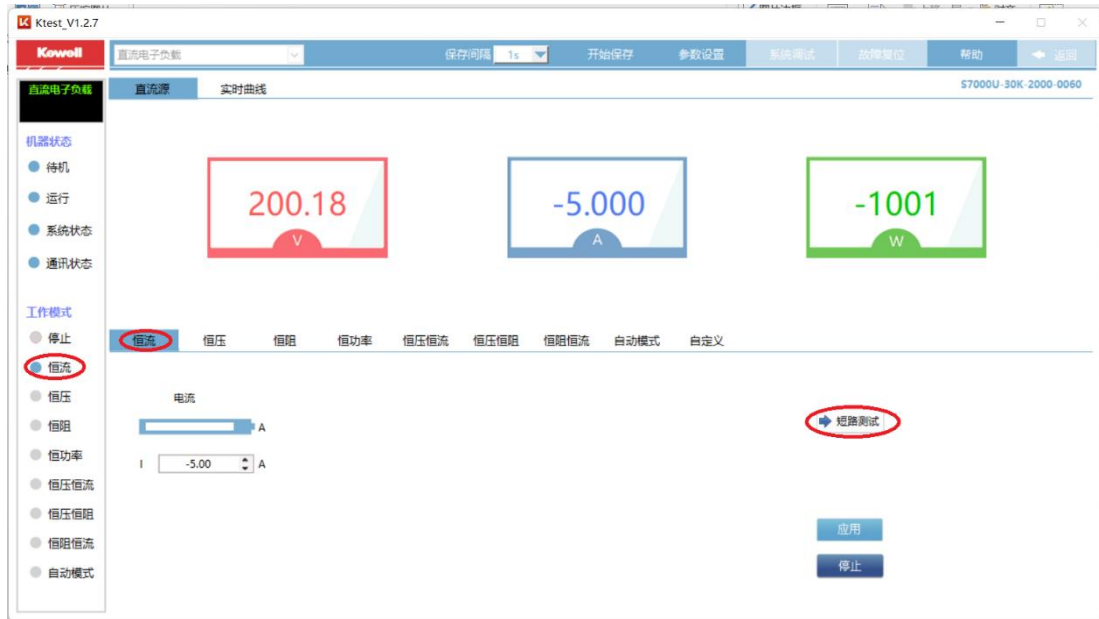 Ktest_V1.2.7
Kewell
直流电子负载
保存间隔 1s
开始保存
参数设置
系统调试
故障复位
帮助
返回
直流电子负载
直流源
实时曲线
S7000U-30K-2000-0060
机器状态
待机
运行
系统状态
通讯状态
200.18
V
-5.000
A
-1001
W
工作模式
停止
恒流
恒压
恒阻
恒功率
恒压恒流
恒压恒阻
恒阻恒流
自动模式
恒流 恒压 恒阻 恒功率 恒压恒流 恒压恒阻 恒阻恒流 自动模式 自定义
电流
A
I -5.00 A
短路测试
应用
停止